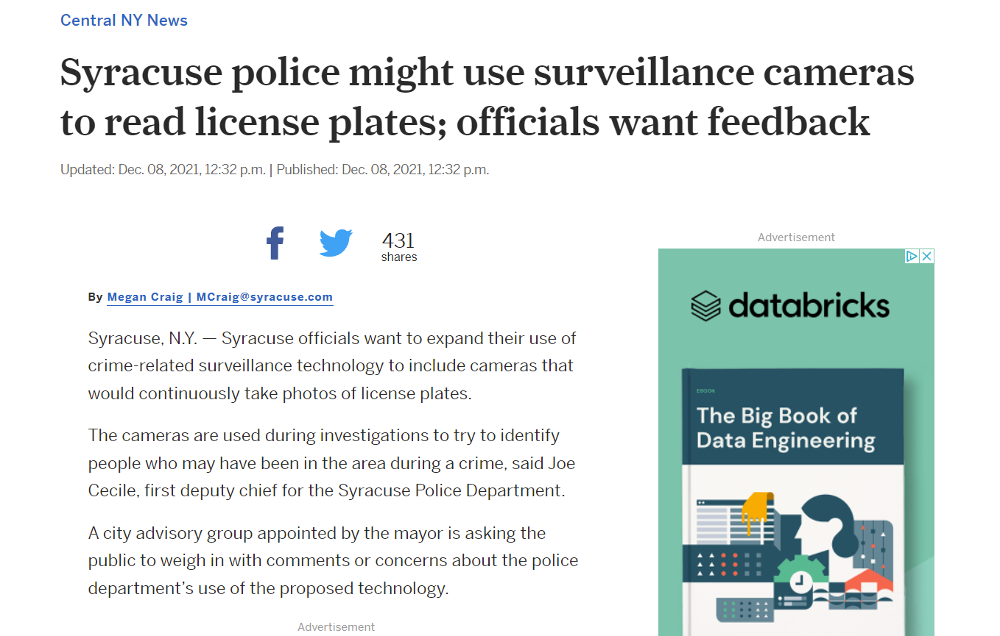 Central NY News
Syracuse police might use surveillance cameras
to read license plates; officials want feedback
Updated: Dec. 08, 2021, 12:32 p.m. | Published: Dec. 08, 2021, 12:32 p.m.
431
shares
By Megan Craig | MCraig@syracuse.com
Syracuse, N.Y. — Syracuse officials want to expand their use of
crime-related surveillance technology to include cameras that
would continuously take photos of license plates.
The cameras are used during investigations to try to identify
people who may have been in the area during a crime, said Joe
Cecile, first deputy chief for the Syracuse Police Department.
A city advisory group appointed by the mayor is asking the
public to weigh in with comments or concerns about the police
department’s use of the proposed technology.
Advertisement
Advertisement
databricks
EBOOK
The Big Book of
Data Engineering